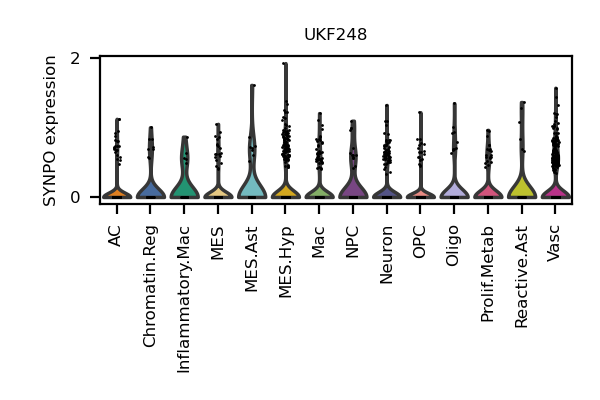 UKF248
SYNPO expression
2
0
AC
Chromatin.Reg
Inflammatory.Mac
MES
MES.Ast
MES.Hyp
Mac
NPC
Neuron
OPC
Oligo
Prolif.Metab
Reactive.Ast
Vasc